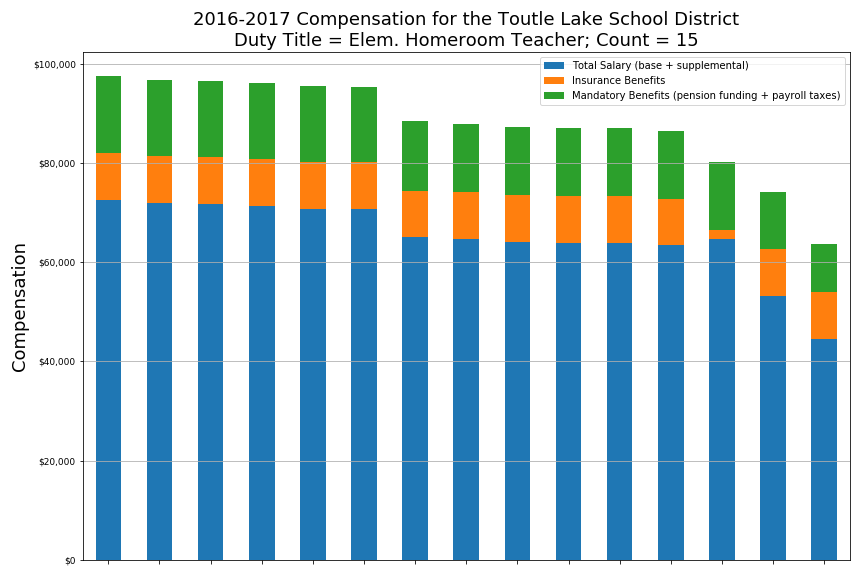 2016-2017 Compensation for the Toutle Lake School District
Duty Title = Elem. Homeroom Teacher; Count = 15
Total Salary (base + supplemental)
Insurance Benefits
Mandatory Benefits (pension funding + payroll taxes)
Compensation
$100,000
$80,000
$60,000
$40,000
$20,000
$0